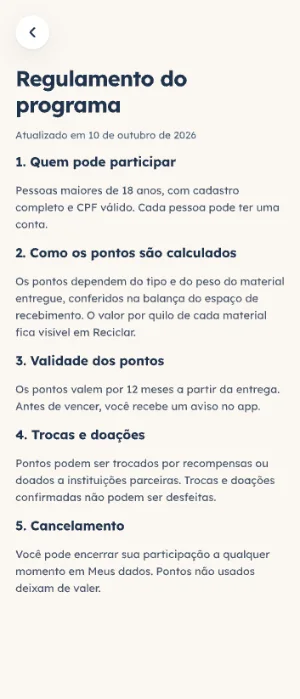 Regulamento do
programa
Atualizado em 10 de outubro de 2026
1. Quem pode participar
Pessoas maiores de 18 anos, com cadastro
completo e CPF válido. Cada pessoa pode ter uma
conta.
2. Como os pontos são calculados
Os pontos dependem do tipo e do peso do material
entregue, conferidos na balança do espaço de
recebimento. O valor por quilo de cada material
fica visível em Reciclar.
3. Validade dos pontos
Os pontos valem por 12 meses a partir da entrega.
Antes de vencer, você recebe um aviso no app.
4. Trocas e doações
Pontos podem ser trocados por recompensas ou
doados a instituições parceiras. Trocas e doações
confirmadas não podem ser desfeitas.
5. Cancelamento
Você pode encerrar sua participação a qualquer
momento em Meus dados. Pontos não usados
deixam de valer.